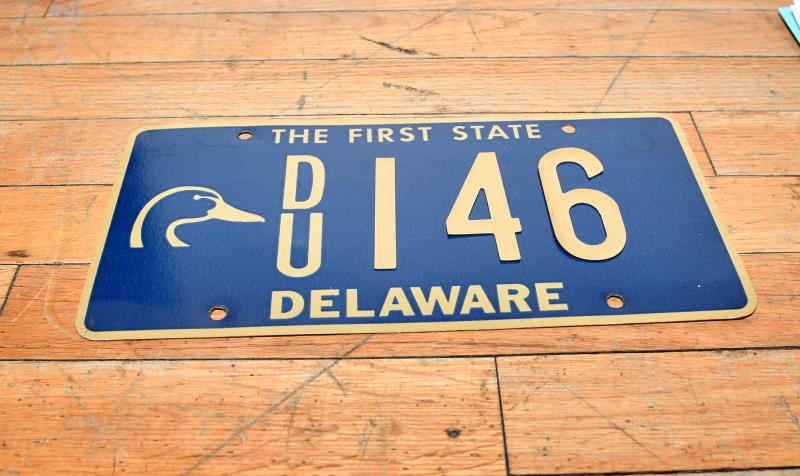 THE FIRST STATE
DU 146
DELAWARE